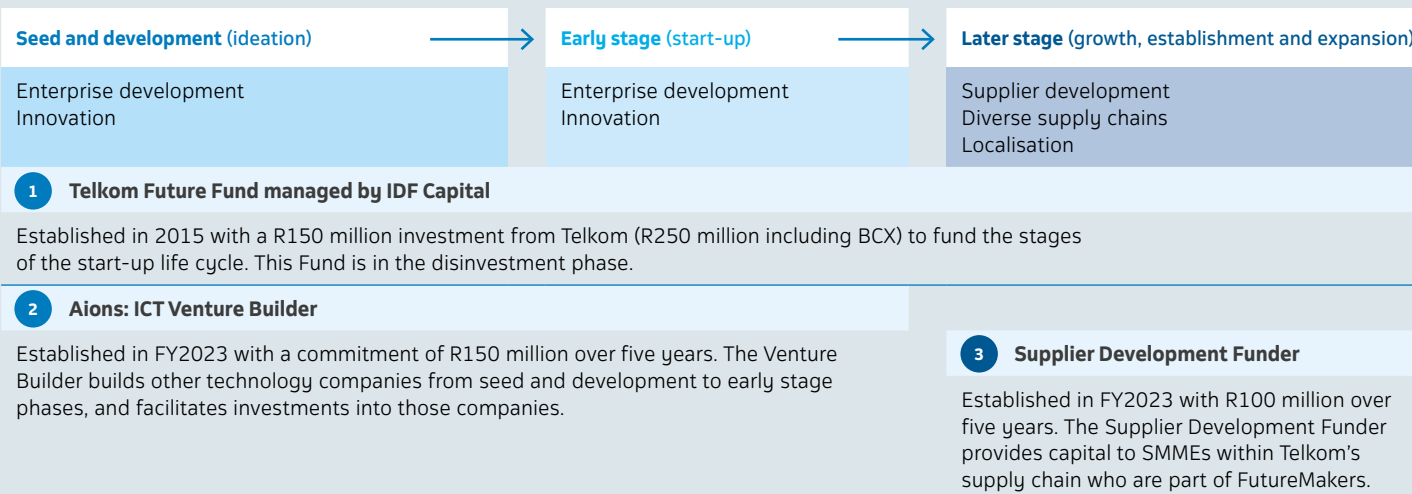 Seed and development (ideation)
Early stage (start-up)
Later stage (growth, establishment and expansion)
Enterprise development
Innovation
Enterprise development
Innovation
Supplier development
Diverse supply chains
Localisation
1 Telkom Future Fund managed by IDF Capital
Established in 2015 with a R150 million investment from Telkom (R250 million including BCX) to fund the stages
of the start-up life cycle. This Fund is in the disinvestment phase.
2 Aions: ICT Venture Builder
Established in FY2023 with a commitment of R150 million over five years. The Venture
Builder builds other technology companies from seed and development to early stage
phases, and facilitates investments into those companies.
3 Supplier Development Funder
Established in FY2023 with R100 million over
five years. The Supplier Development Funder
provides capital to SMMEs within Telkom’s
supply chain who are part of FutureMakers.